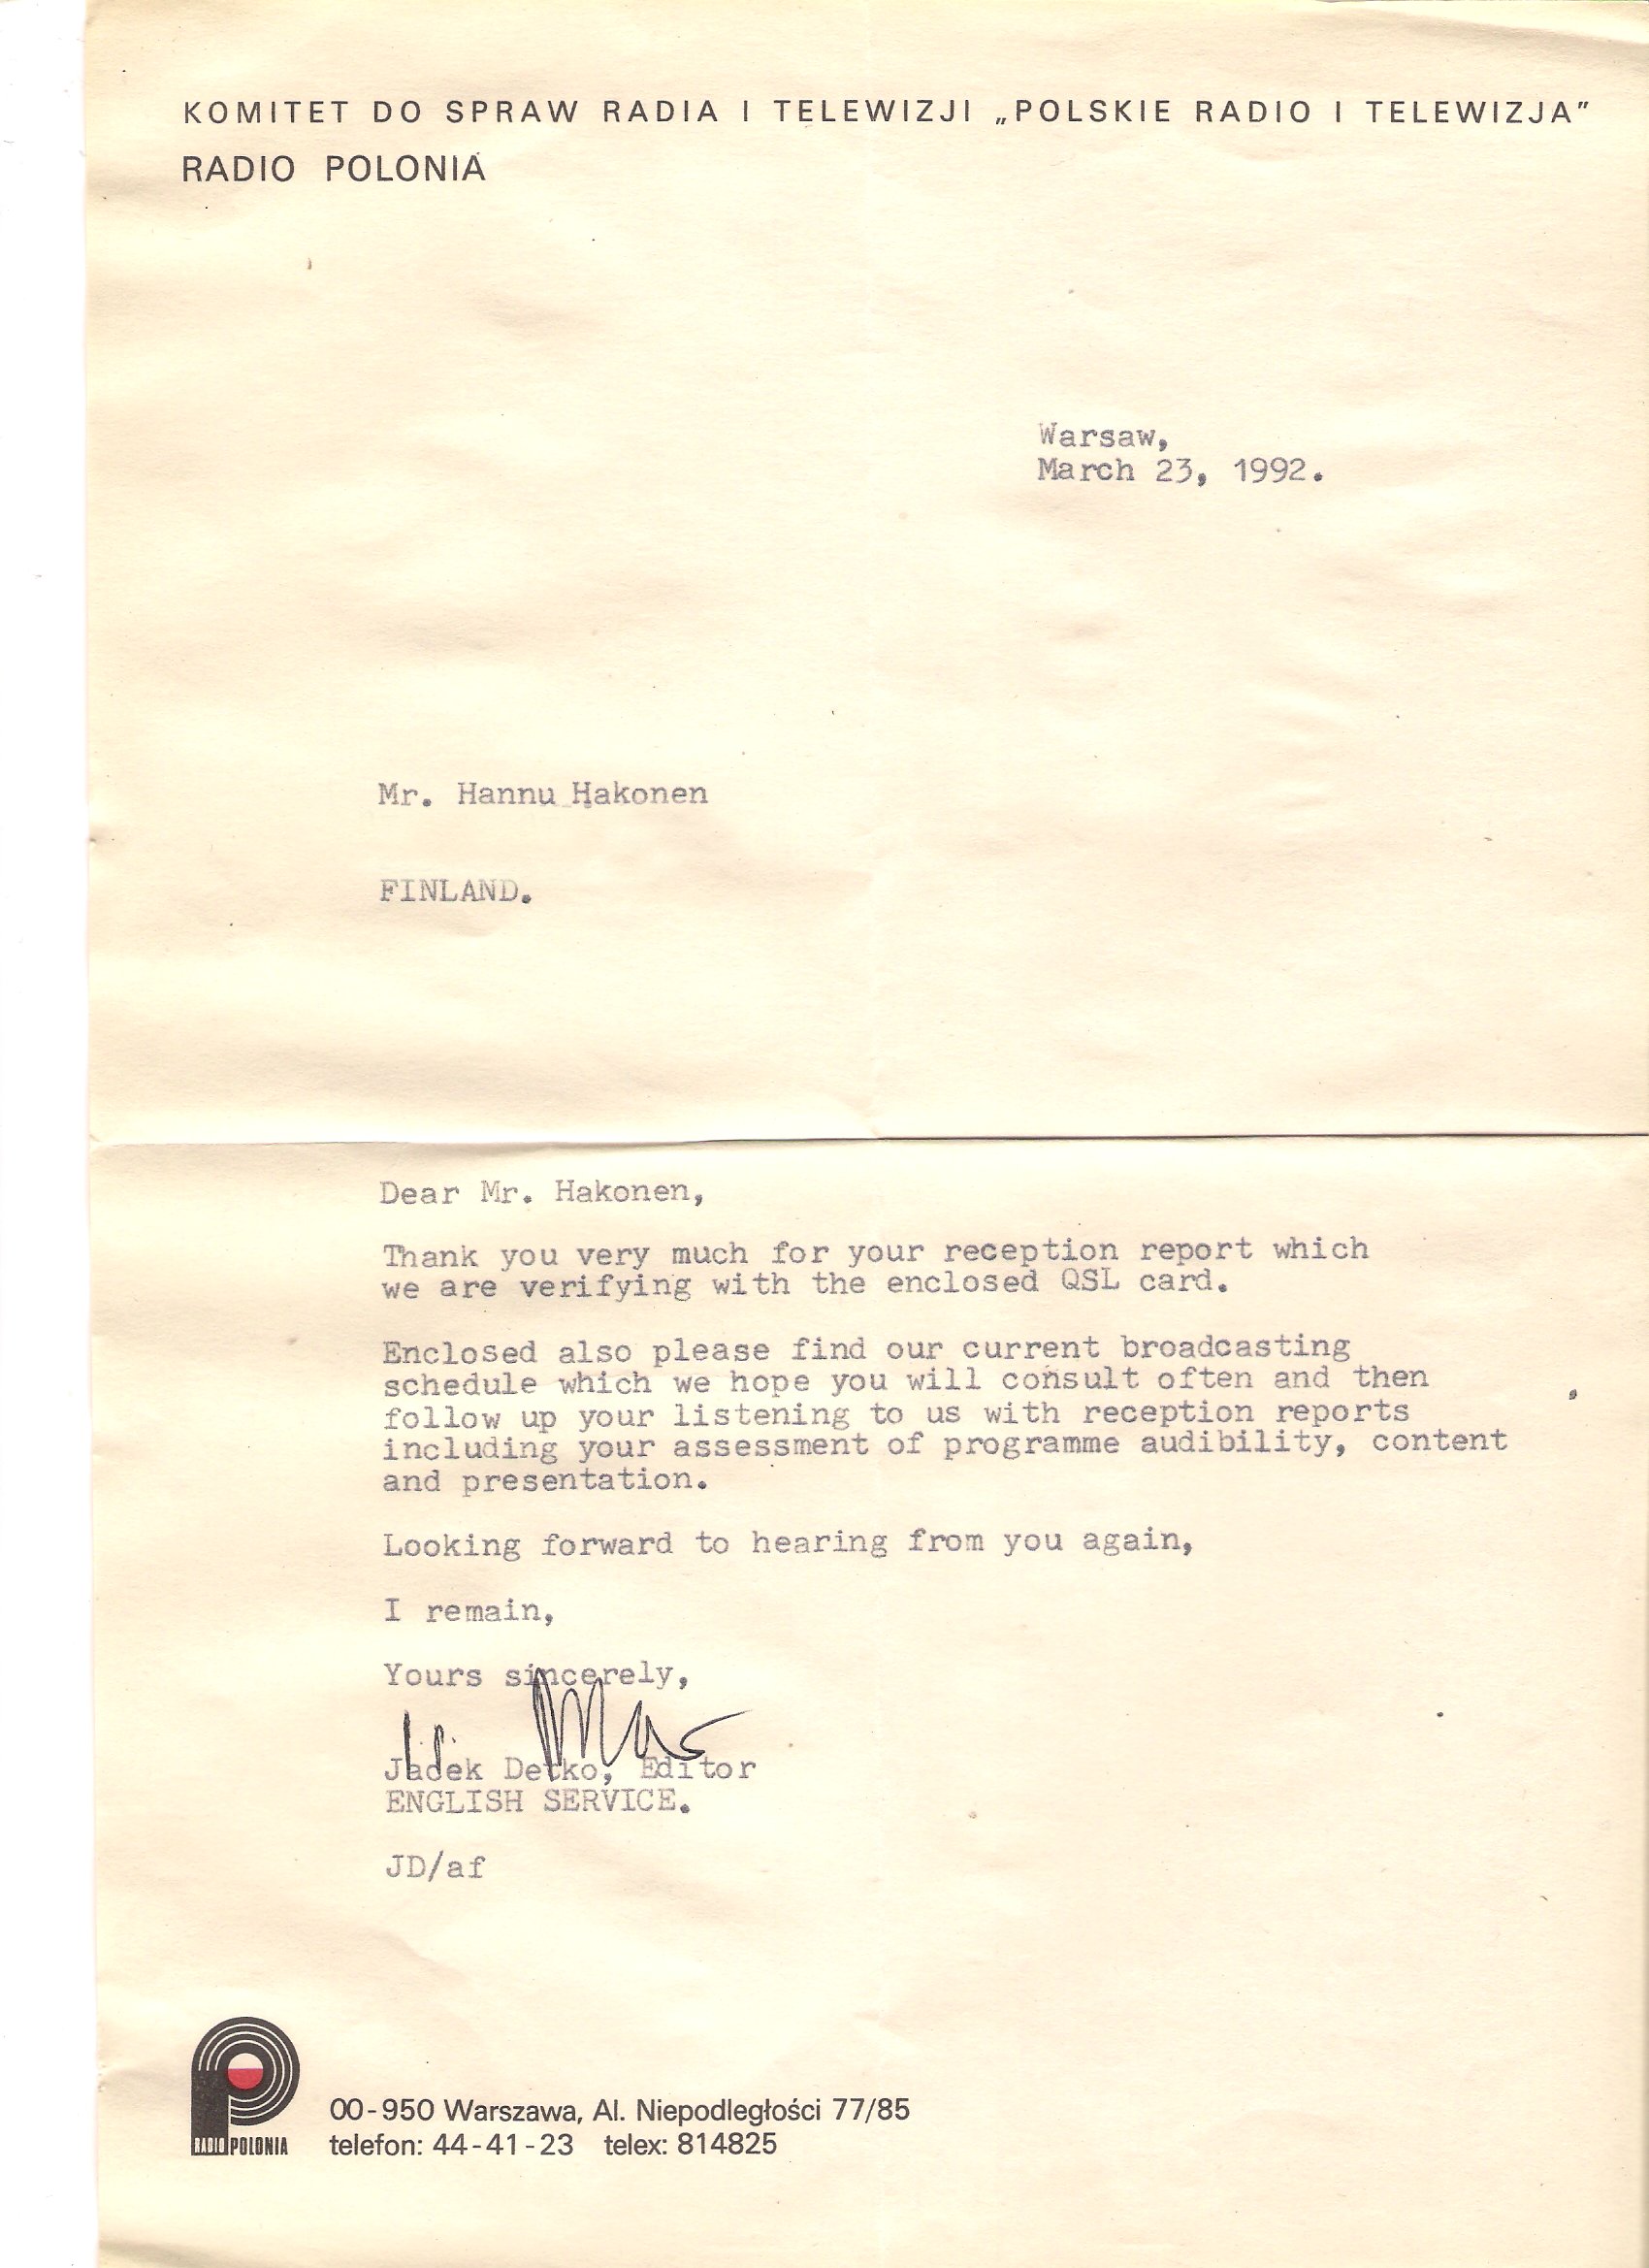 KOMITET DO SPRAW RADIA I TELEWIZJI „POLSKIE RADIO I TELEWIZJA”
RADIO POLONIA
Warsaw,
March 23, 1992.
Mr. Hannu Hakonen
FINLAND.
Dear Mr. Hakonen,
Thank you very much for your reception report which
we are verifying with the enclosed QSL card.
Enclosed also please find our current broadcasting
schedule which we hope you will consult often and then
follow up your listening to us with reception reports
including your assessment of programme audibility, content
and presentation.
Looking forward to hearing from you again,
I remain,
Yours sincerely,
Detko, Editor
ENGLISH SERVICE.
JD/af
RADIO POLONIA
00-950 Warszawa, Al. Niepodległości 77/85
telefon: 44-41-23 telex: 814825